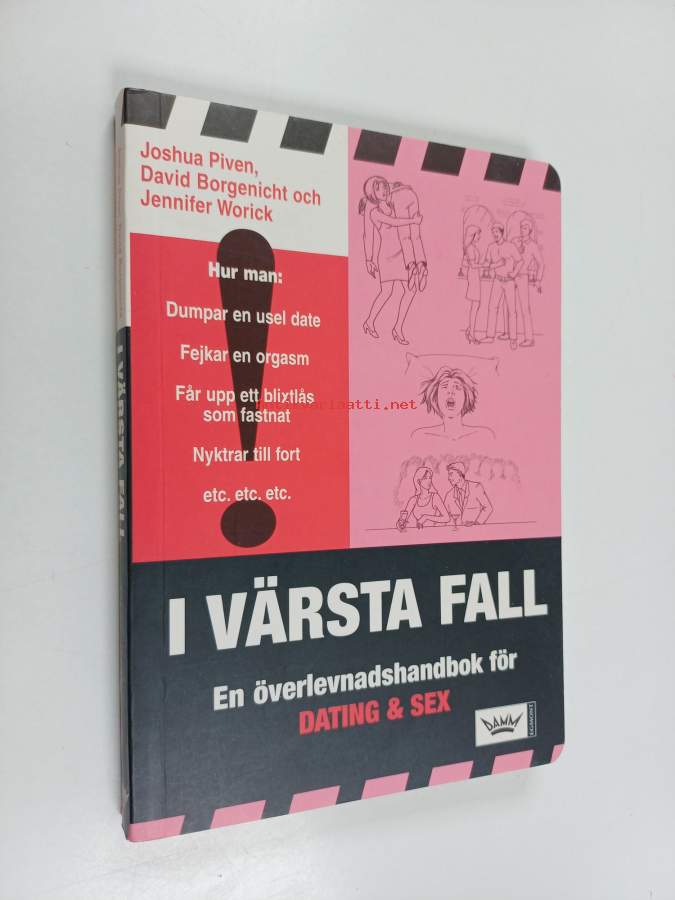 Joshua Piven,
David Borgenicht och
Jennifer Worick
Hur man:
Dumpar en usel date
Fejkar en orgasm
Får upp ett blixtlås
som fastnat
Nyktrar till fort
etc. etc. etc.
I VÄRSTA FALL
En överlevnadshandbok för
DATING & SEX
DAMM
EGMONT
I VÄRSTA FALL